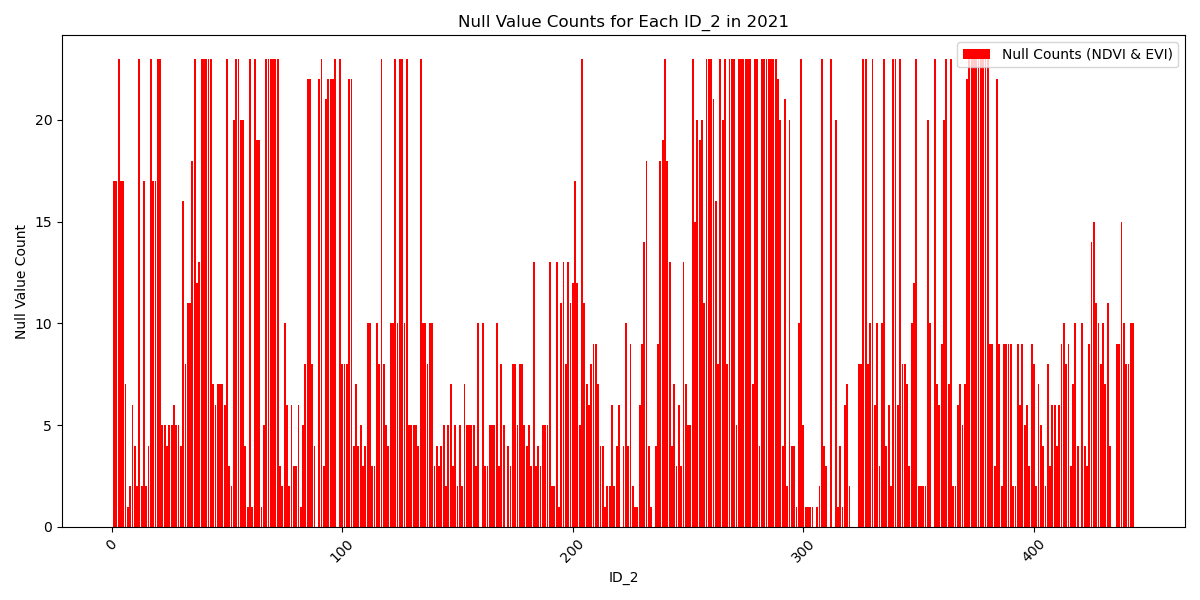 Null Value Counts for Each ID_2 in 2021
Null Counts (NDVI & EVI)
Null Value Count
20
15
10
5
0
0
100
200
300
400
ID_2